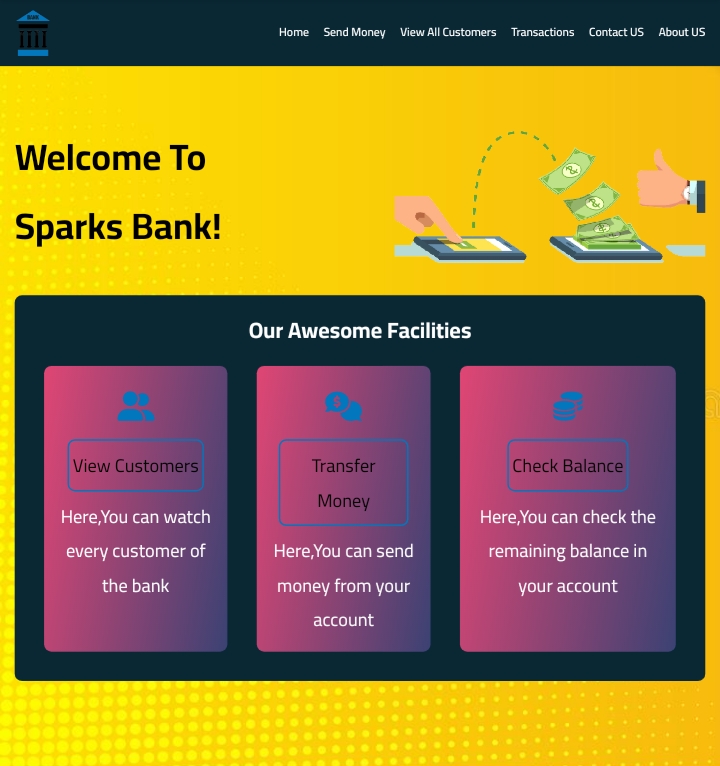 Home Send Money View All Customers Transactions Contact US About US
Welcome To
Sparks Bank!
Our Awesome Facilities
View Customers
Here,You can watch
every customer of
the bank
Transfer
Money
Here,You can send
money from your
account
Check Balance
Here,You can check the
remaining balance in
your account